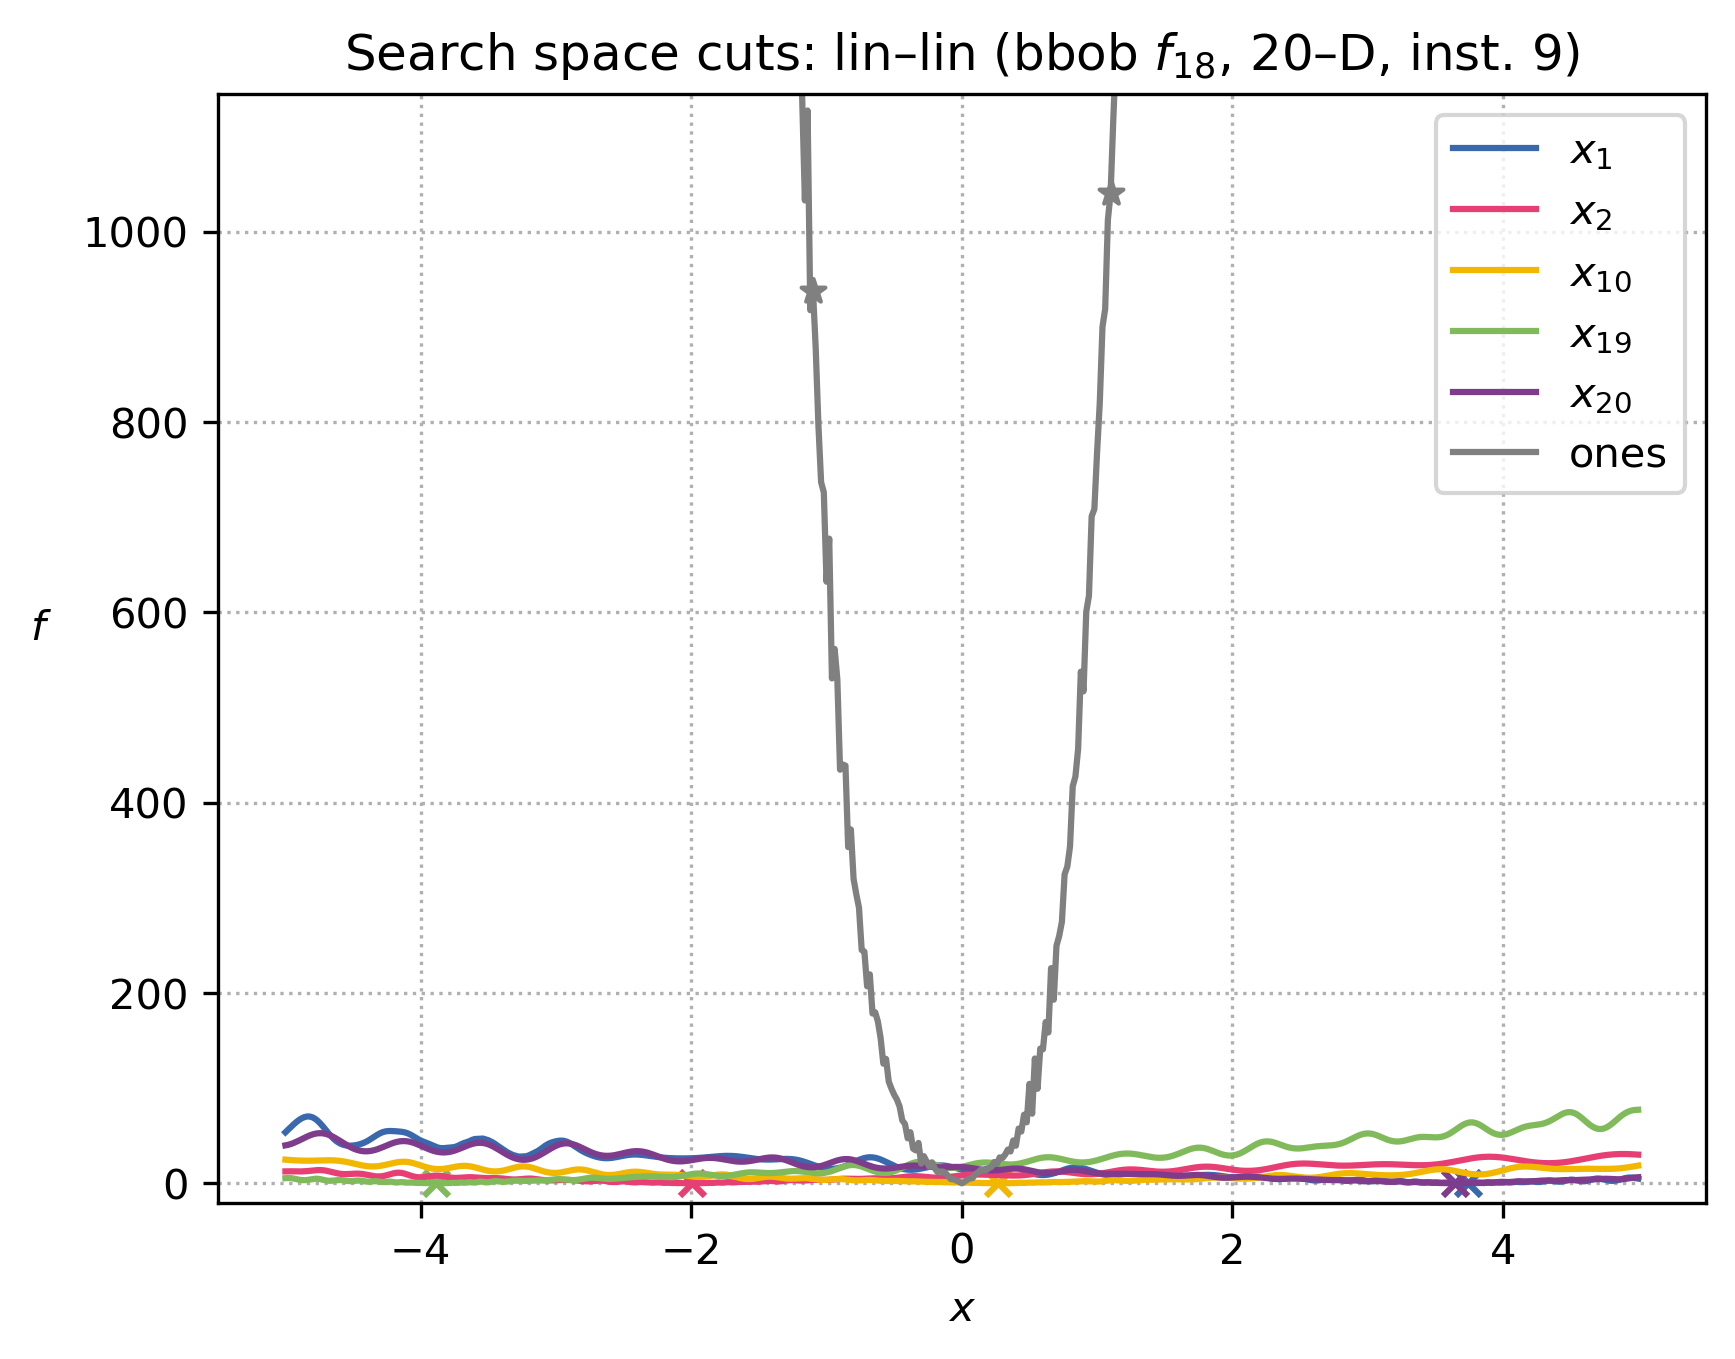 Search space cuts: lin–lin (bbob f₁₈, 20–D, inst. 9)
x₁
x₂
x₁₀
x₁₉
x₂₀
ones
1000
800
600
400
200
0
f
−4
−2
0
2
4
x